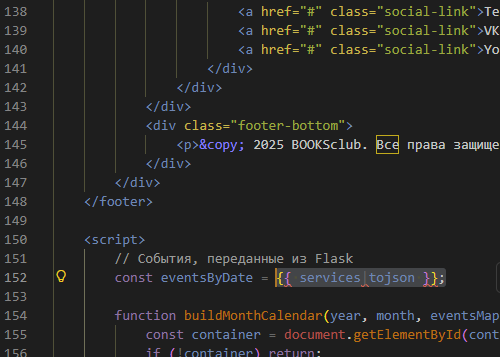 138 <a href="#" class="social-link">Te
139 <a href="#" class="social-link">VK
140 <a href="#" class="social-link">Yo
141 </div>
142 </div>
143 </div>
144 <div class="footer-bottom">
145 <p>&copy; 2025 BOOKSclub. Все права защище
146 </div>
147 </div>
148 </footer>
149
150 <script>
151 // События, переданные из Flask
152 const eventsByDate = {{ services|tojson }};
153
154 function buildMonthCalendar(year, month, eventsMap
155 const container = document.getElementById(cont
156 if (!container) return;